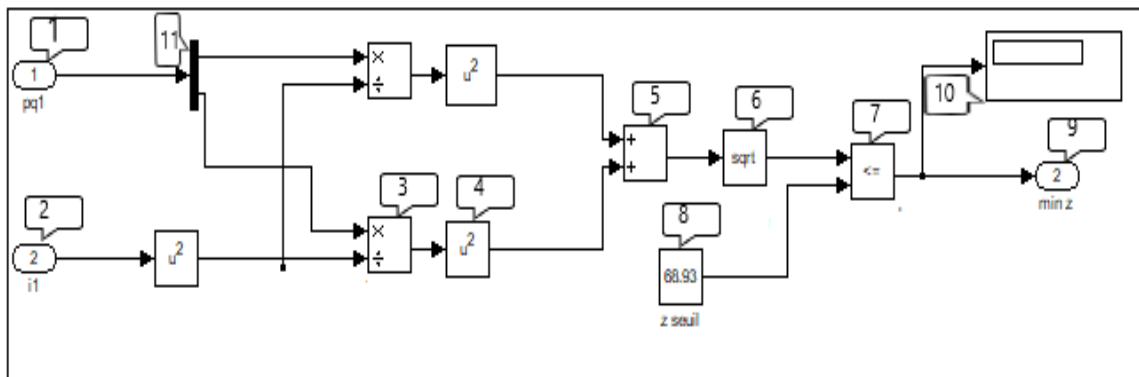 1
11
1
pq1
×
÷
u²
5
6
7
10
9
+
+
sqrt
<=
2
min z
2
3
4
8
2
i1
u²
×
÷
u²
68.93
z seuil